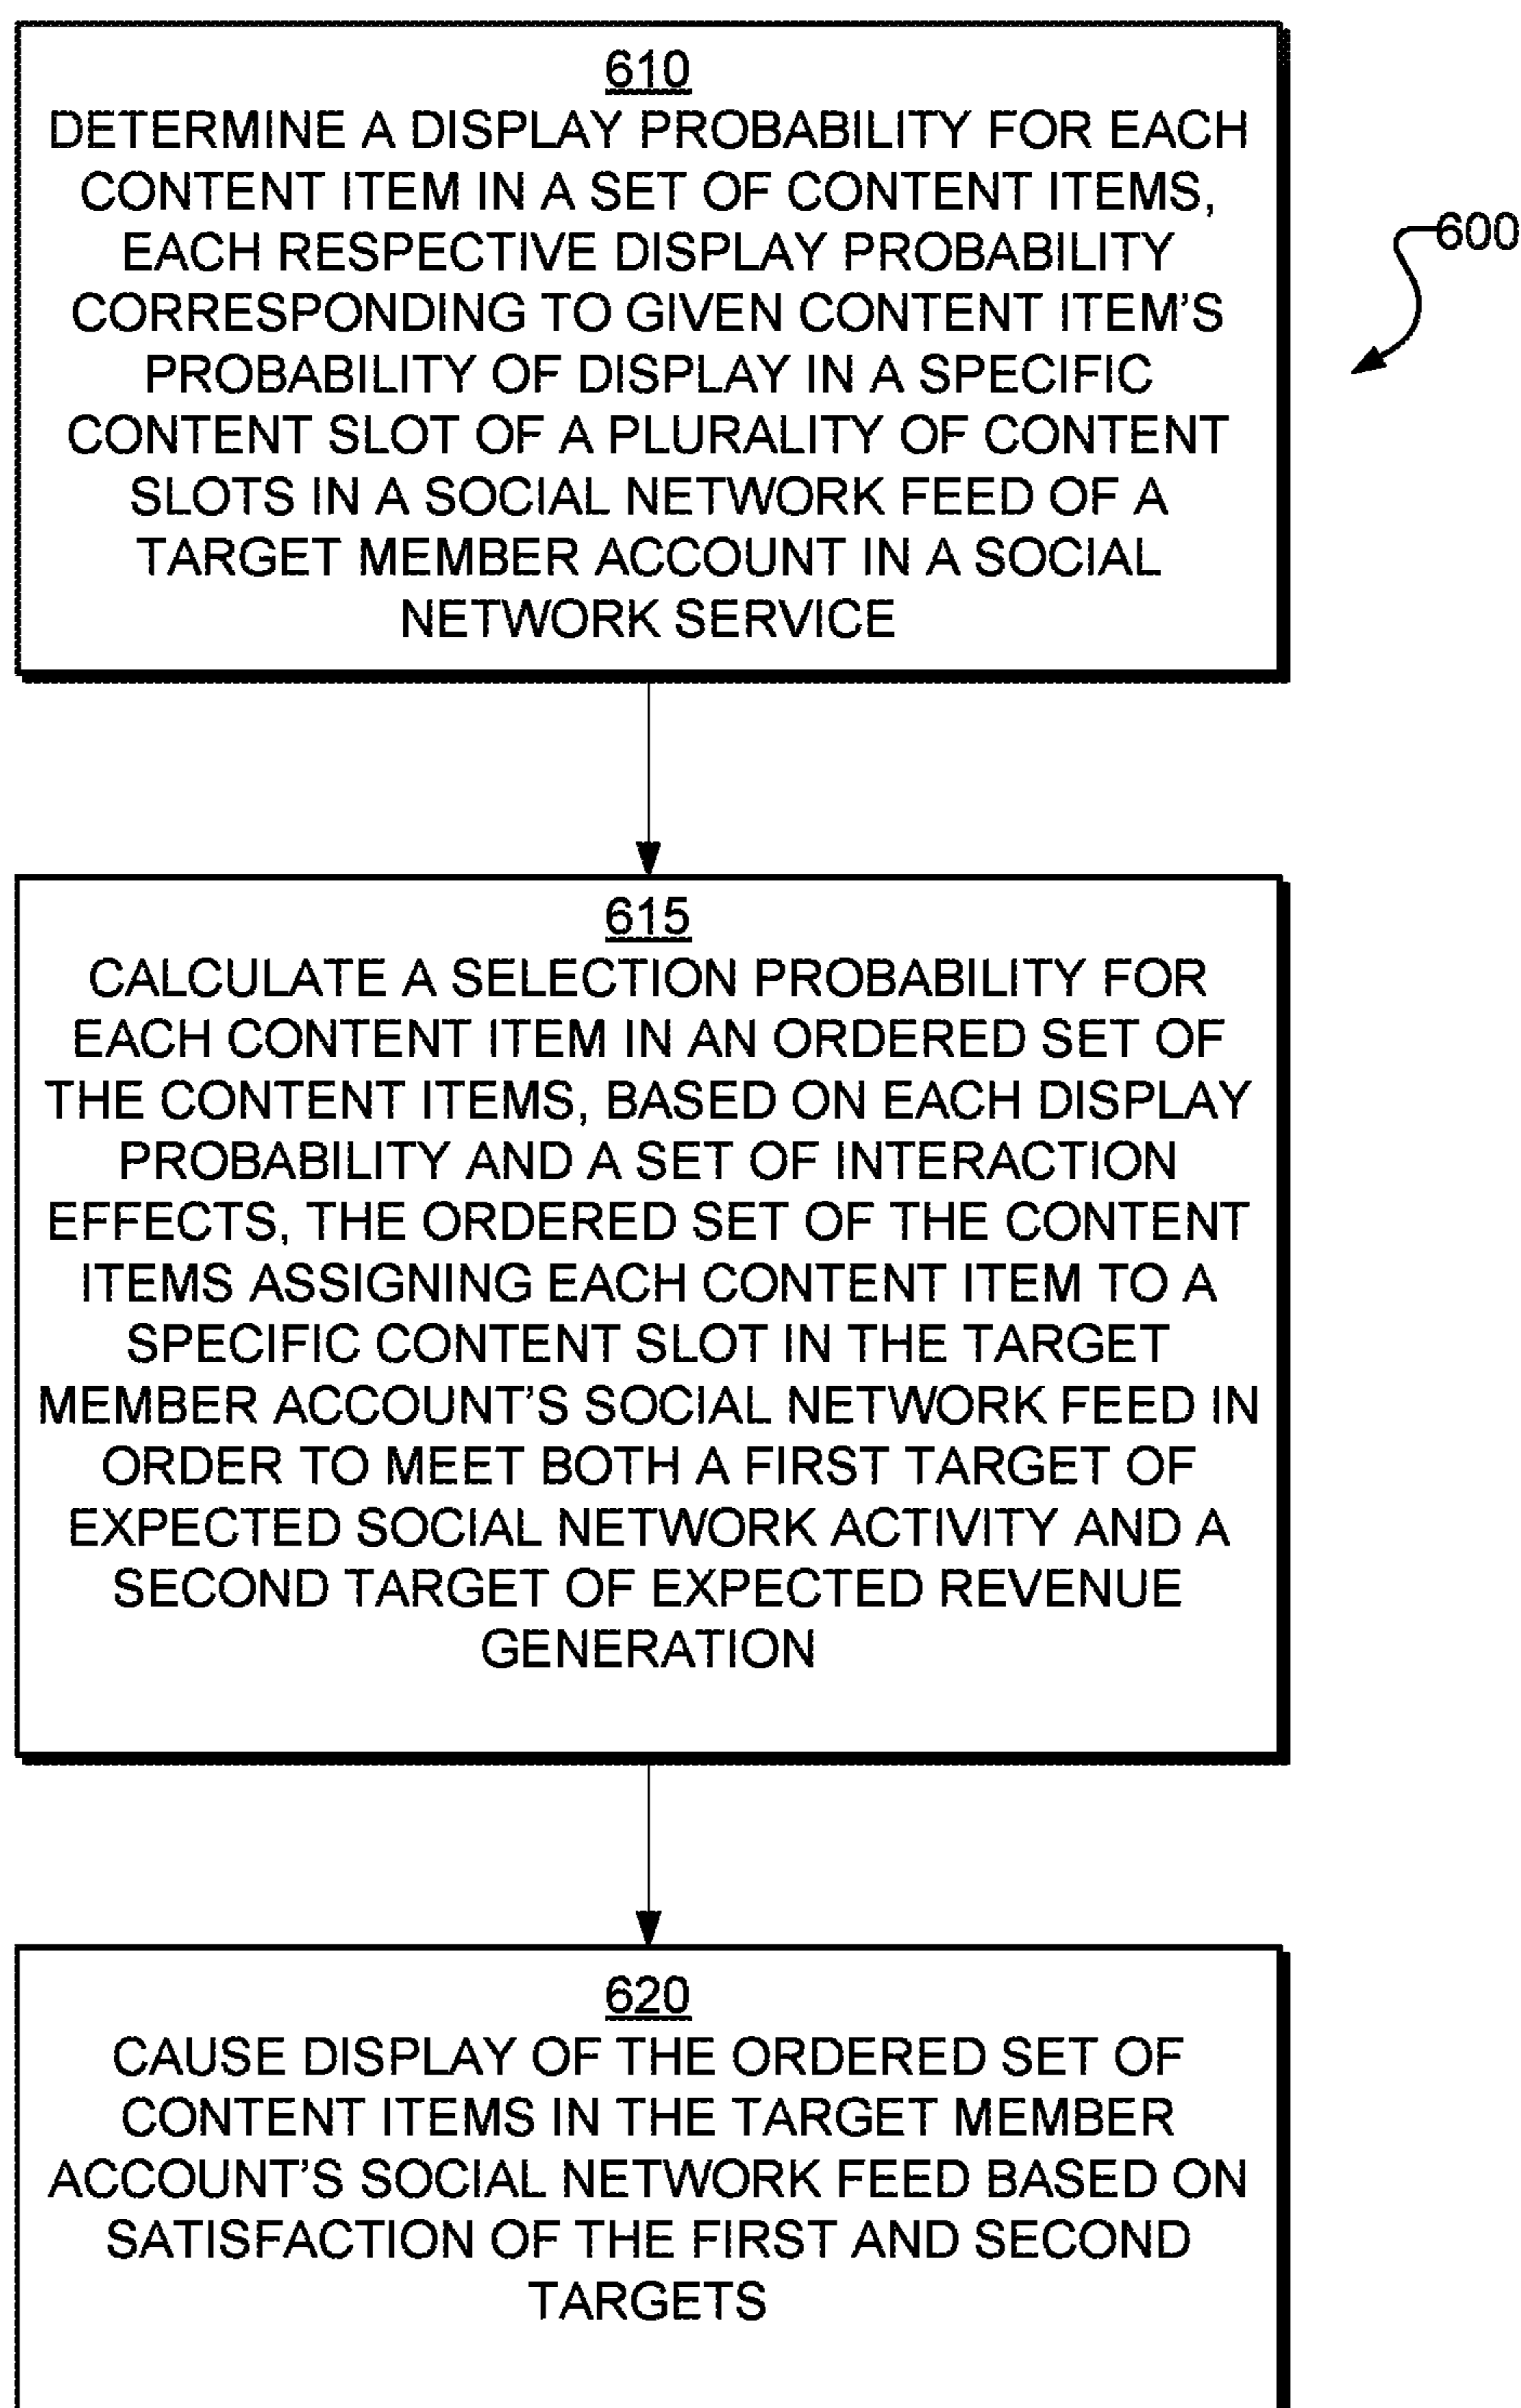 610
DETERMINE A DISPLAY PROBABILITY FOR EACH
CONTENT ITEM IN A SET OF CONTENT ITEMS,
EACH RESPECTIVE DISPLAY PROBABILITY
CORRESPONDING TO GIVEN CONTENT ITEM'S
PROBABILITY OF DISPLAY IN A SPECIFIC
CONTENT SLOT OF A PLURALITY OF CONTENT
SLOTS IN A SOCIAL NETWORK FEED OF A
TARGET MEMBER ACCOUNT IN A SOCIAL
NETWORK SERVICE
600
615
CALCULATE A SELECTION PROBABILITY FOR
EACH CONTENT ITEM IN AN ORDERED SET OF
THE CONTENT ITEMS, BASED ON EACH DISPLAY
PROBABILITY AND A SET OF INTERACTION
EFFECTS, THE ORDERED SET OF THE CONTENT
ITEMS ASSIGNING EACH CONTENT ITEM TO A
SPECIFIC CONTENT SLOT IN THE TARGET
MEMBER ACCOUNT'S SOCIAL NETWORK FEED IN
ORDER TO MEET BOTH A FIRST TARGET OF
EXPECTED SOCIAL NETWORK ACTIVITY AND A
SECOND TARGET OF EXPECTED REVENUE
GENERATION
620
CAUSE DISPLAY OF THE ORDERED SET OF
CONTENT ITEMS IN THE TARGET MEMBER
ACCOUNT'S SOCIAL NETWORK FEED BASED ON
SATISFACTION OF THE FIRST AND SECOND
TARGETS